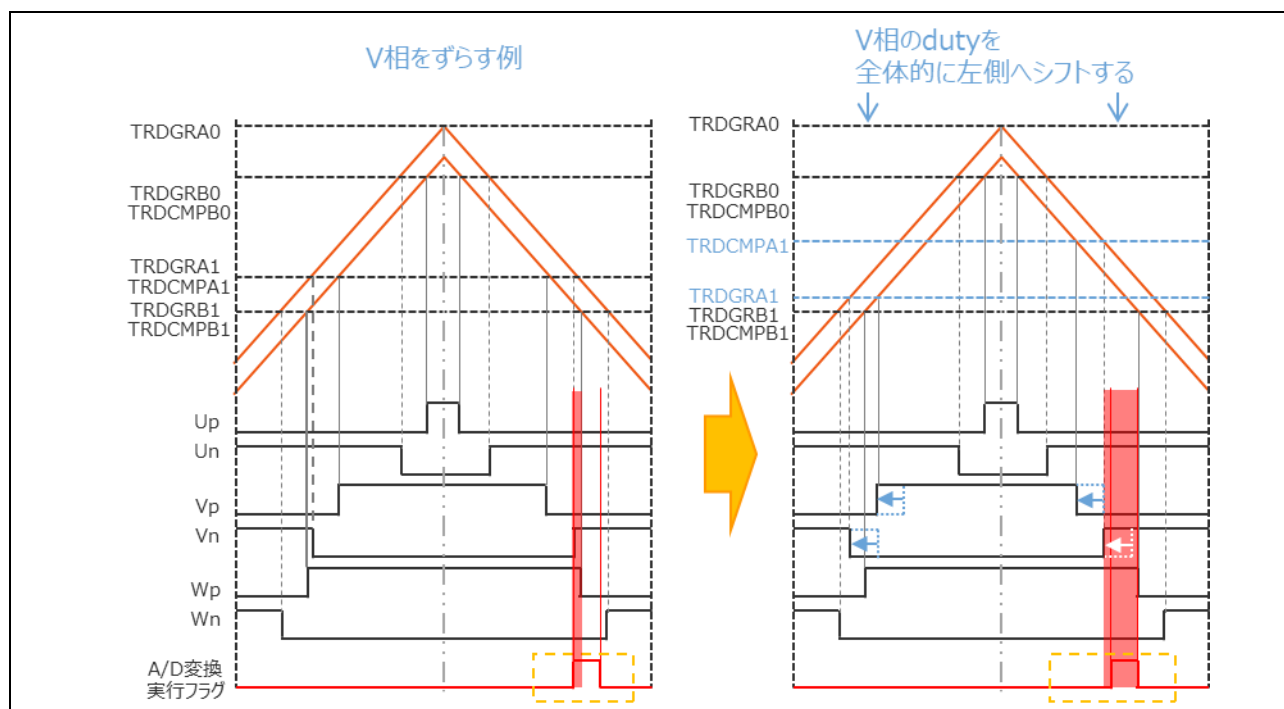 V相をずらす例
TRDGRA0
TRDGRB0
TRDCMPB0
TRDGRA1
TRDCMPA1
TRDGRB1
TRDCMPB1
Up
Un
Vp
Vn
Wp
Wn
A/D変換
実行フラグ
V相のdutyを
全体的に左側へシフトする
TRDGRA0
TRDGRB0
TRDCMPB0
TRDCMPA1
TRDGRA1
TRDGRB1
TRDCMPB1